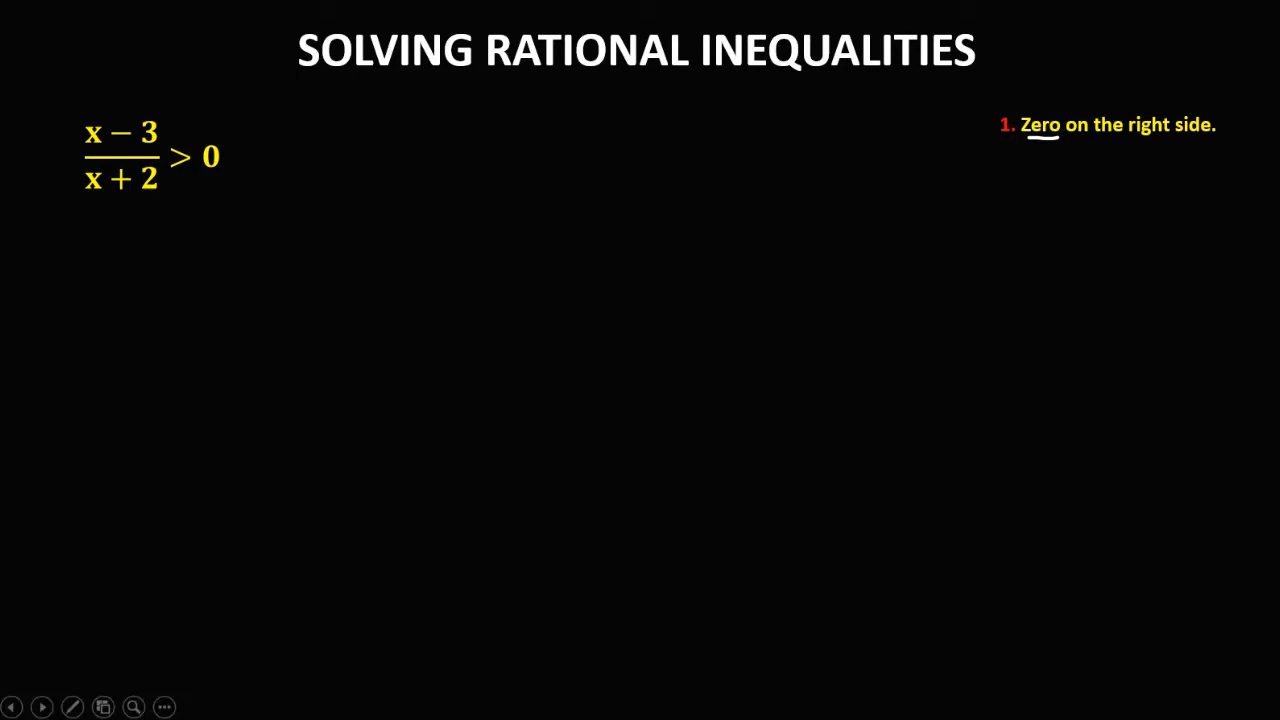 SOLVING RATIONAL INEQUALITIES
x − 3
x + 2
> 0
1. Zero on the right side.